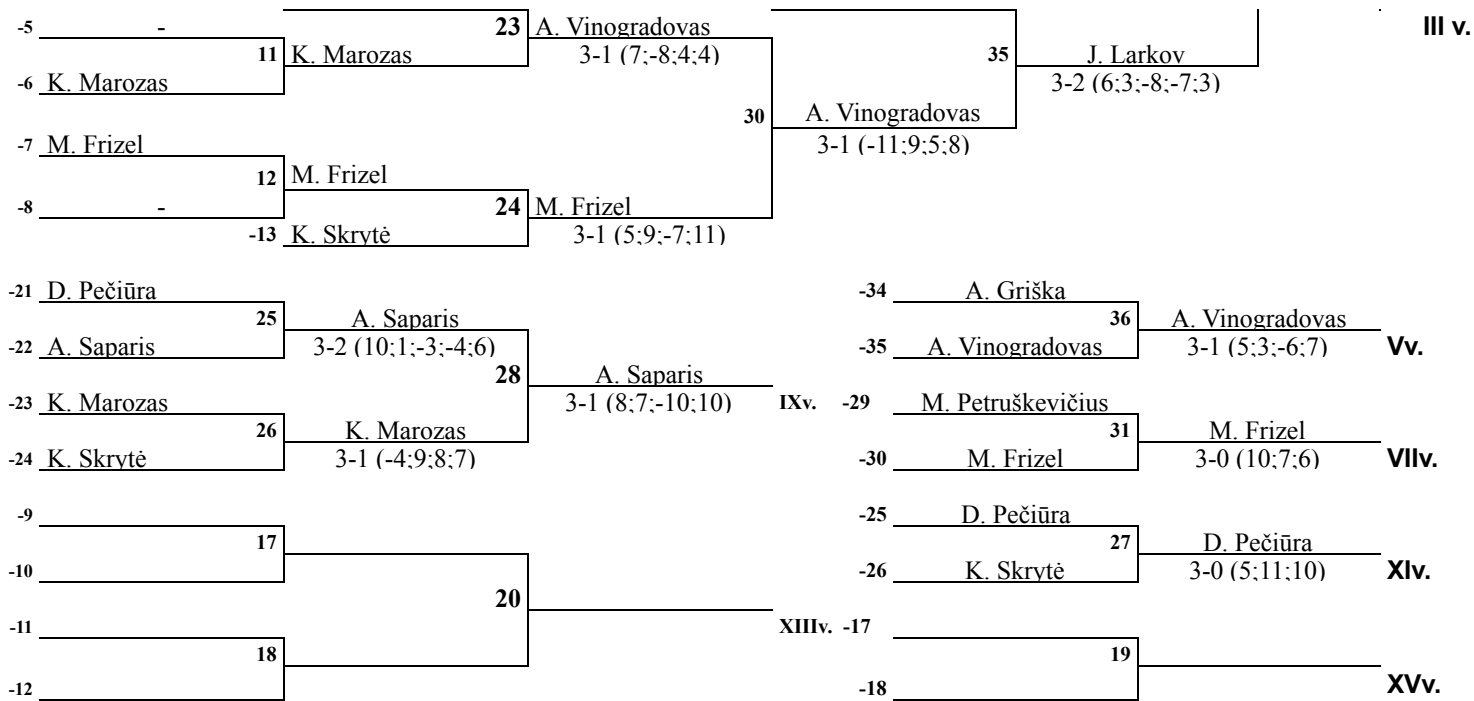 -5 - 23 A. Vinogradovas III v.
11 K. Marozas 3-1 (7;-8;4;4) 35 J. Larkov
-6 K. Marozas 3-2 (6;3;-8;-7;3)
30 A. Vinogradovas
-7 M. Frizel 3-1 (-11;9;5;8)
12 M. Frizel
-8 - 24 M. Frizel
-13 K. Skrytė 3-1 (5;9;-7;11)
-21 D. Pečiūra -34 A. Griška
25 A. Saparis 36 A. Vinogradovas
-22 A. Saparis 3-2 (10;1;-3;-4;6) -35 A. Vinogradovas 3-1 (5;3;-6;7) Vv.
28 A. Saparis
-23 K. Marozas 3-1 (8;7;-10;10) IXv. -29 M. Petruškevičius
26 K. Marozas 31 M. Frizel
-24 K. Skrytė 3-1 (-4;9;8;7) -30 M. Frizel 3-0 (10;7;6) VIIv.
-9 -25 D. Pečiūra
17 27 D. Pečiūra
-10 -26 K. Skrytė 3-0 (5;11;10) XIv.
20
-11 XIIIv. -17
18 19
-12 -18 XVv.